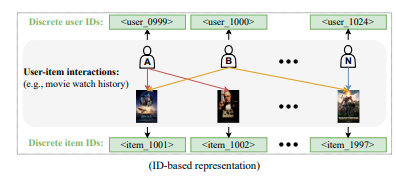 Discrete user IDs: <user_0999> <user_1000> <user_1024>
User-item interactions:
(e.g., movie watch history)
A B ••• N
•••
Discrete item IDs: <item_1001> <item_1002> ••• <item_1997>
(ID-based representation)